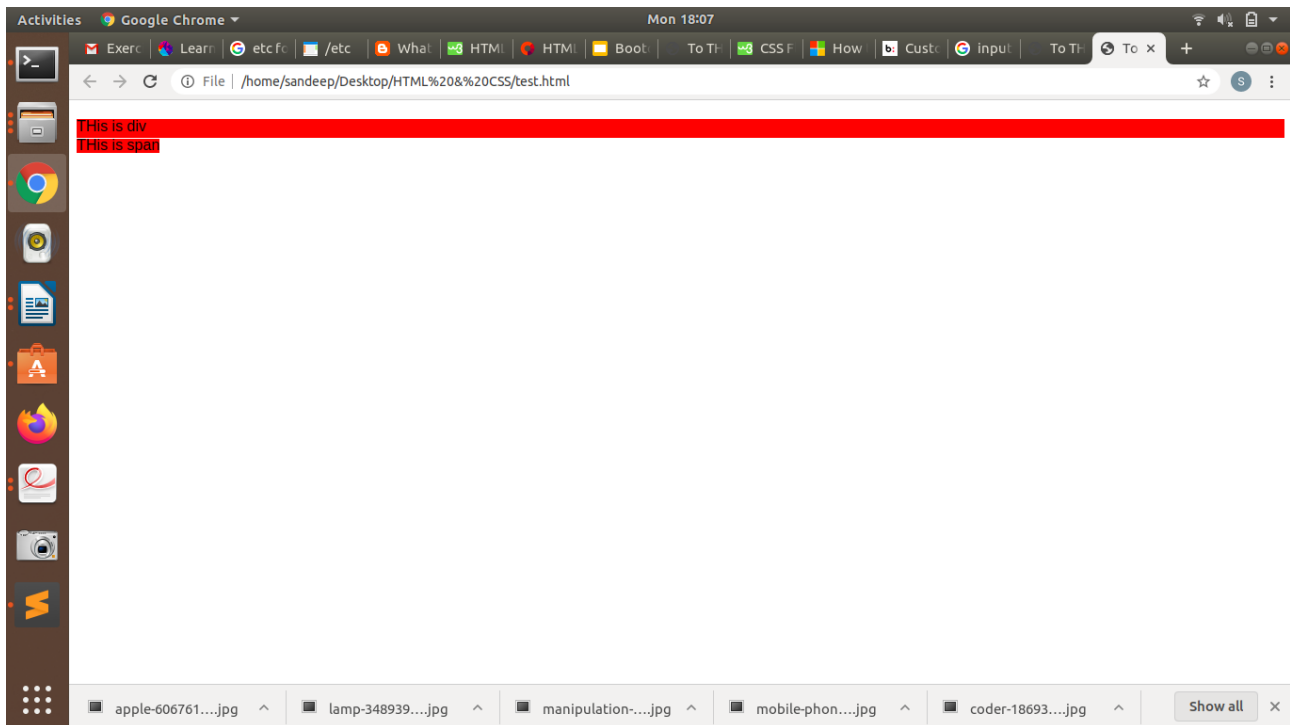 Activities Google Chrome Mon 18:07
Exerc Learn etc fo /etc What HTML HTML Boot To TH CSS F How Custo input To TH To
File /home/sandeep/Desktop/HTML%20&%20CSS/test.html S
THis is div
THis is span
apple-606761....jpg lamp-348939....jpg manipulation-....jpg mobile-phon....jpg coder-18693....jpg Show all